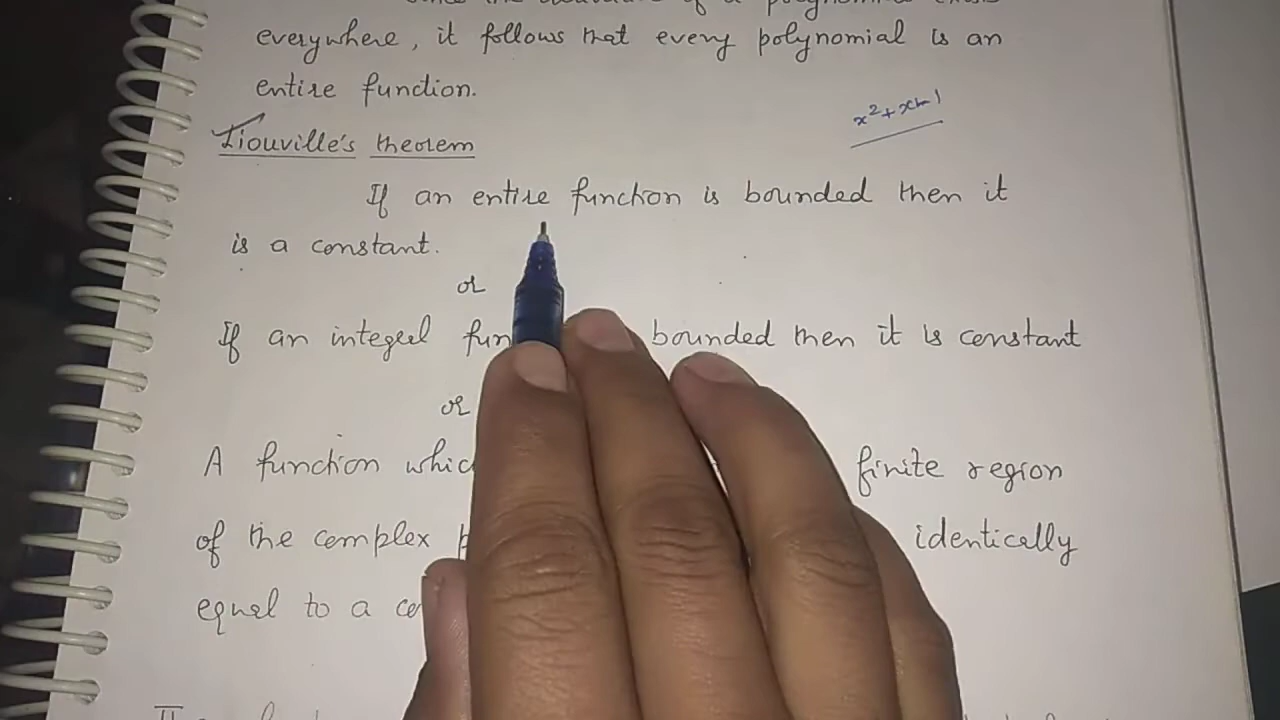 everywhere, it follows that every polynomial is an
entire function.
x²+x+1
Liouville's theorem
If an entire function is bounded then it
is a constant.
or
If an integral bounded then it is constant
or
A function finite region
of the complex identically
equal to a